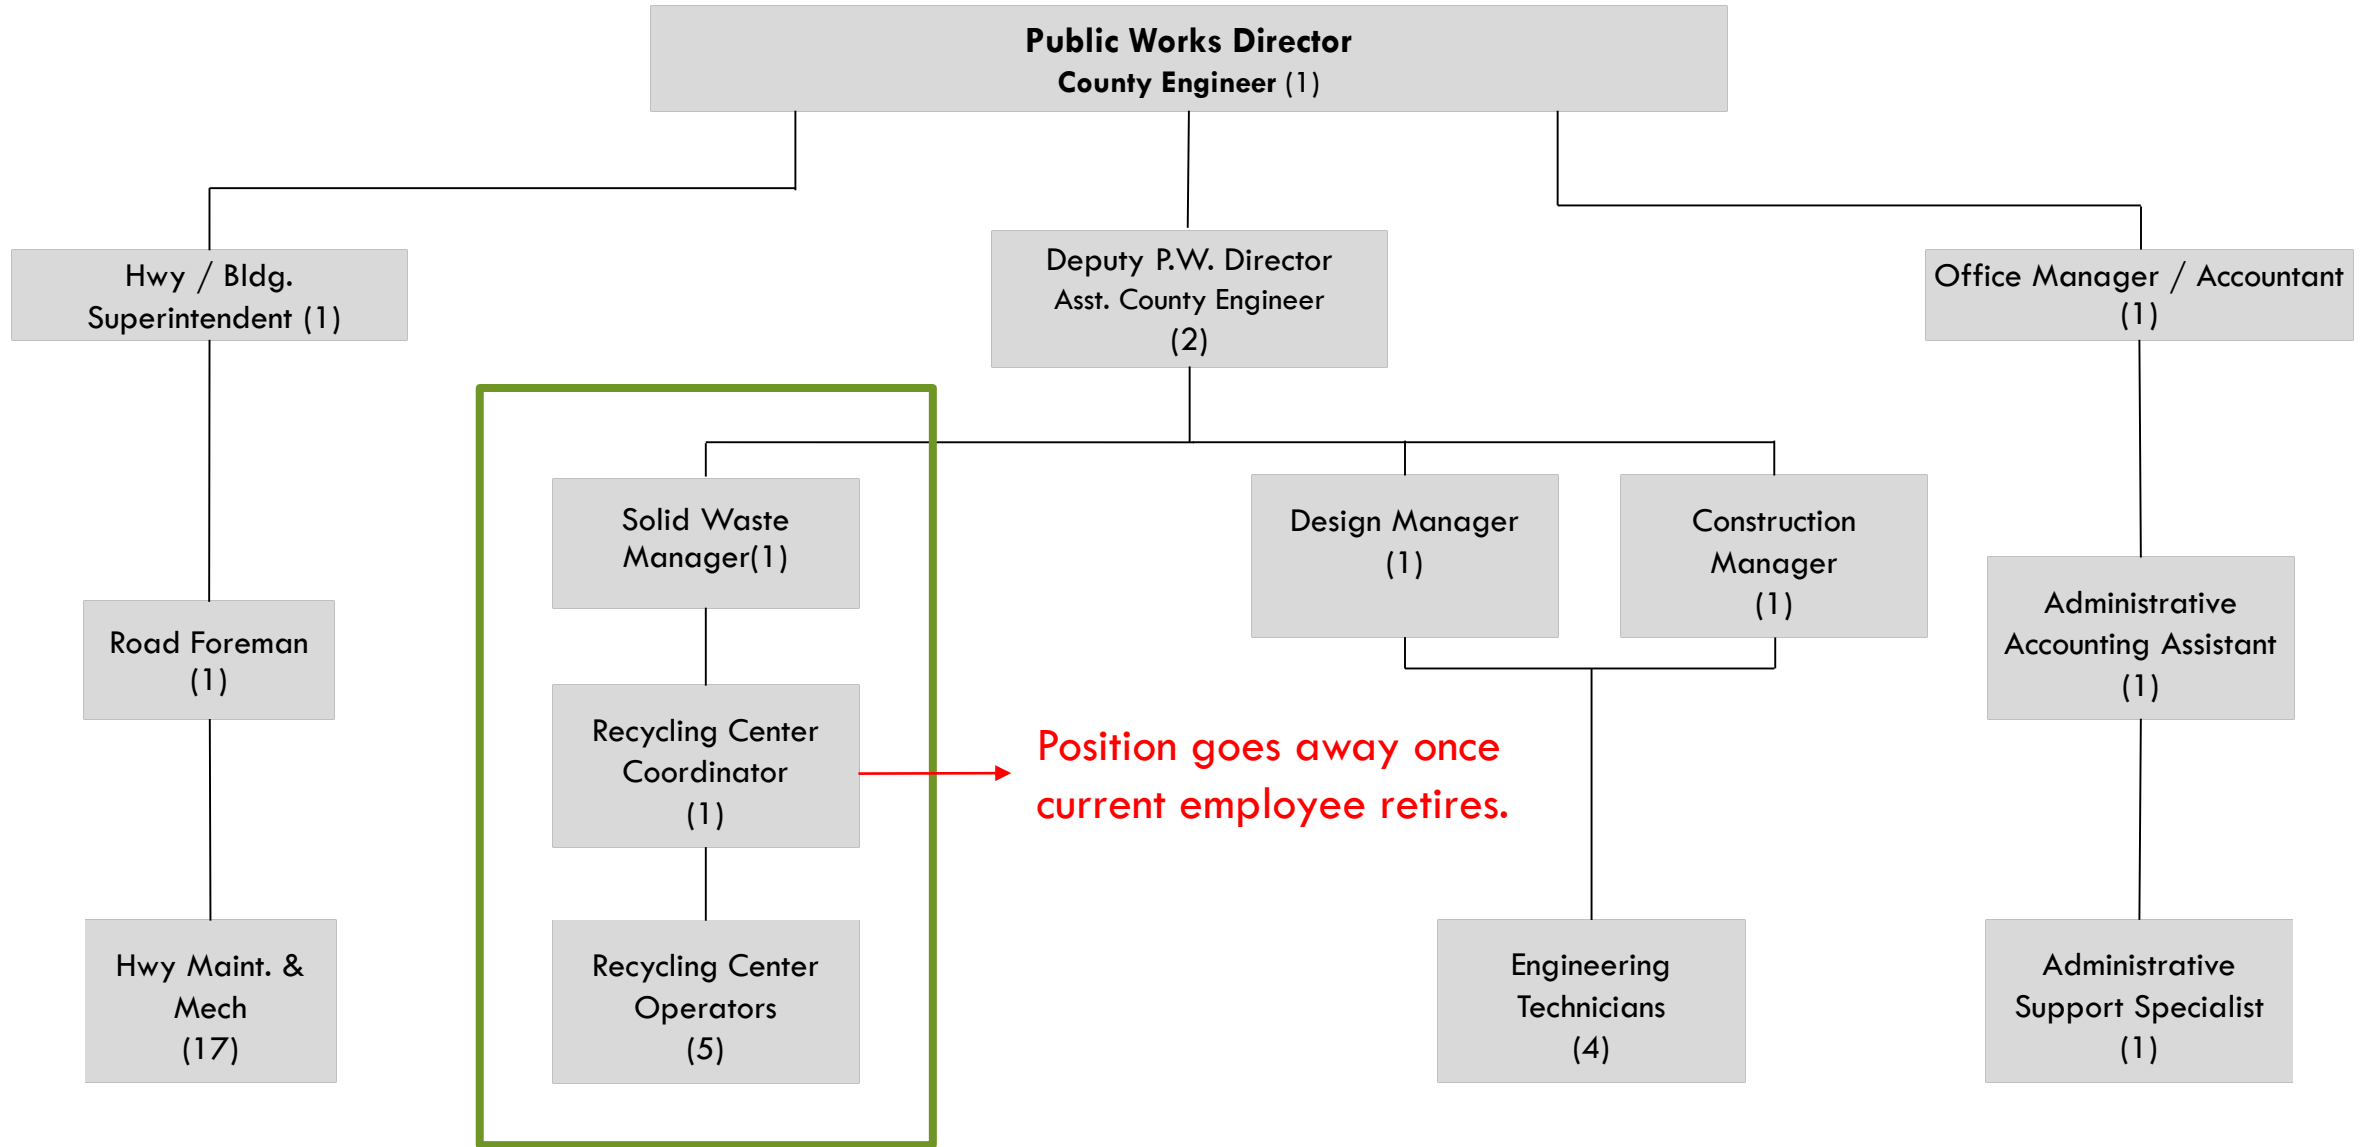 Public Works Director
County Engineer (1)
Hwy / Bldg.
Superintendent (1)
Deputy P.W. Director
Asst. County Engineer
(2)
Office Manager / Accountant
(1)
Solid Waste
Manager(1)
Design Manager
(1)
Construction
Manager
(1)
Road Foreman
(1)
Administrative
Accounting Assistant
(1)
Recycling Center
Coordinator
(1)
Position goes away once
current employee retires.
Hwy Maint. &
Mech
(17)
Recycling Center
Operators
(5)
Engineering
Technicians
(4)
Administrative
Support Specialist
(1)